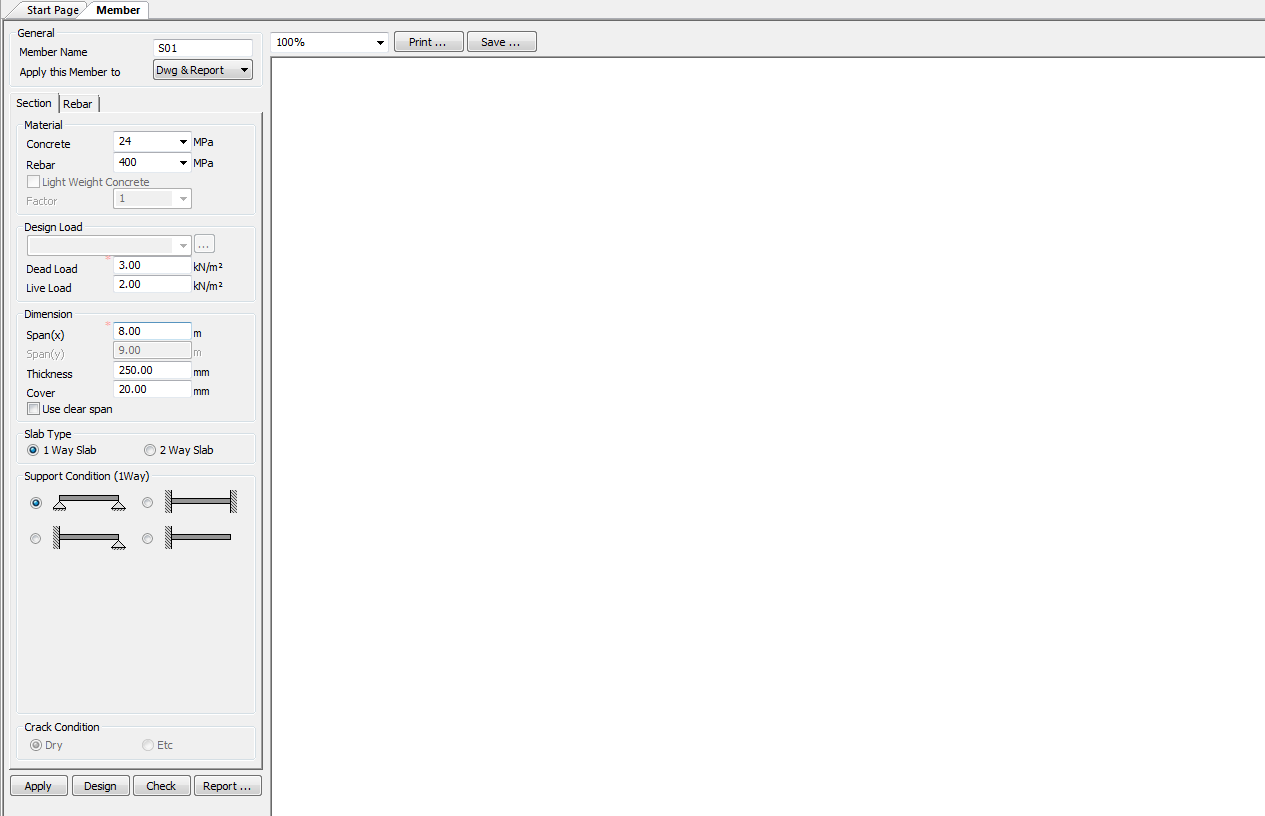 Start Page Member
General
Member Name S01
Apply this Member to Dwg & Report
100% Print ... Save ...
Section Rebar
Material
Concrete 24 MPa
Rebar 400 MPa
Light Weight Concrete
Factor 1
Design Load
...
Dead Load * 3.00 kN/m²
Live Load 2.00 kN/m²
Dimension
Span(x) * 8.00 m
Span(y) 9.00 m
Thickness 250.00 mm
Cover 20.00 mm
Use clear span
Slab Type
1 Way Slab 2 Way Slab
Support Condition (1Way)
Crack Condition
Dry Etc
Apply Design Check Report ...